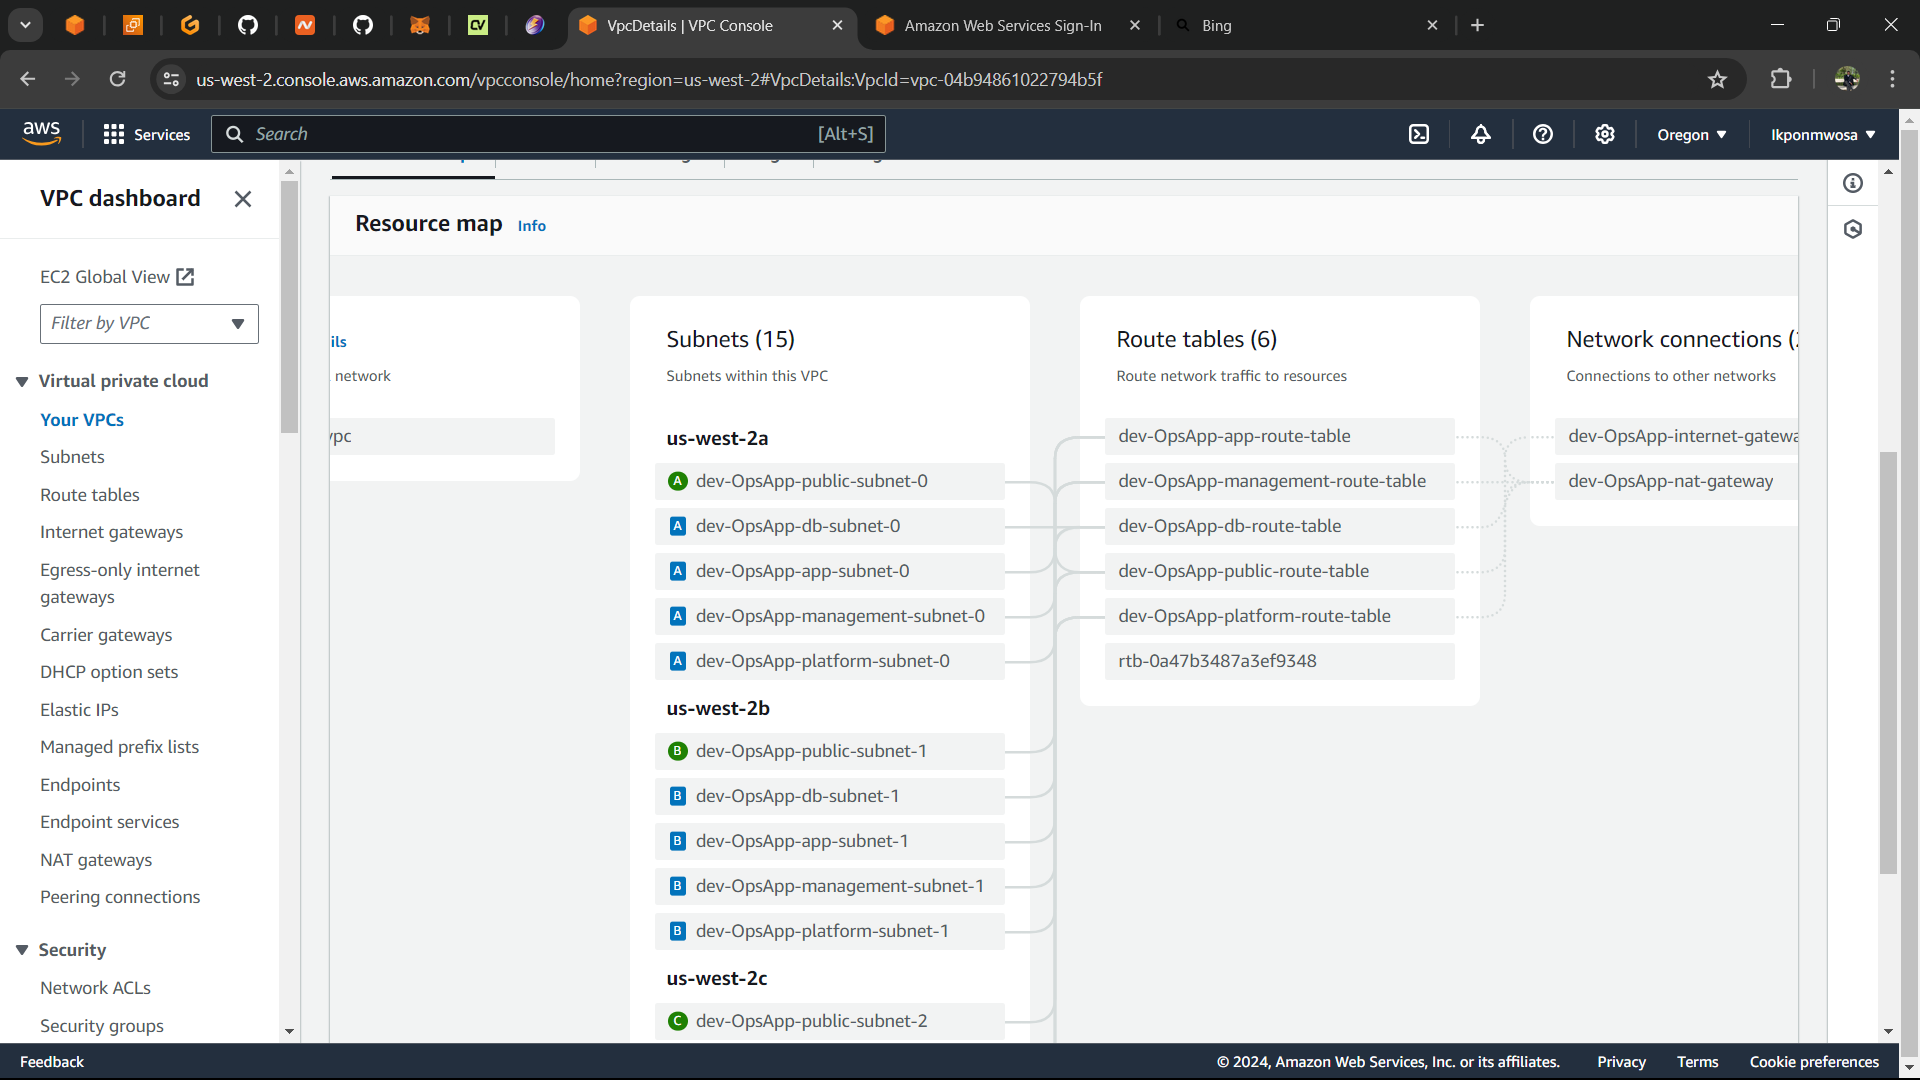 VpcDetails | VPC Console
Amazon Web Services Sign-In
Bing
us-west-2.console.aws.amazon.com/vpcconsole/home?region=us-west-2#VpcDetails:VpcId=vpc-04b94861022794b5f
aws
Services
Search
[Alt+S]
Oregon
Ikponmwosa
VPC dashboard
EC2 Global View
Filter by VPC
Virtual private cloud
Your VPCs
Subnets
Route tables
Internet gateways
Egress-only internet
gateways
Carrier gateways
DHCP option sets
Elastic IPs
Managed prefix lists
Endpoints
Endpoint services
NAT gateways
Peering connections
Security
Network ACLs
Security groups
Resource map Info
ils
network
vpc
Subnets (15)
Subnets within this VPC
us-west-2a
A dev-OpsApp-public-subnet-0
A dev-OpsApp-db-subnet-0
A dev-OpsApp-app-subnet-0
A dev-OpsApp-management-subnet-0
A dev-OpsApp-platform-subnet-0
us-west-2b
B dev-OpsApp-public-subnet-1
B dev-OpsApp-db-subnet-1
B dev-OpsApp-app-subnet-1
B dev-OpsApp-management-subnet-1
B dev-OpsApp-platform-subnet-1
us-west-2c
C dev-OpsApp-public-subnet-2
Route tables (6)
Route network traffic to resources
dev-OpsApp-app-route-table
dev-OpsApp-management-route-table
dev-OpsApp-db-route-table
dev-OpsApp-public-route-table
dev-OpsApp-platform-route-table
rtb-0a47b3487a3ef9348
Network connections (
Connections to other networks
dev-OpsApp-internet-gatewa
dev-OpsApp-nat-gateway
Feedback
© 2024, Amazon Web Services, Inc. or its affiliates.
Privacy
Terms
Cookie preferences